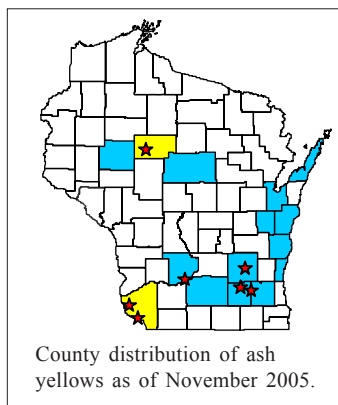 County distribution of ash
yellows as of November 2005.